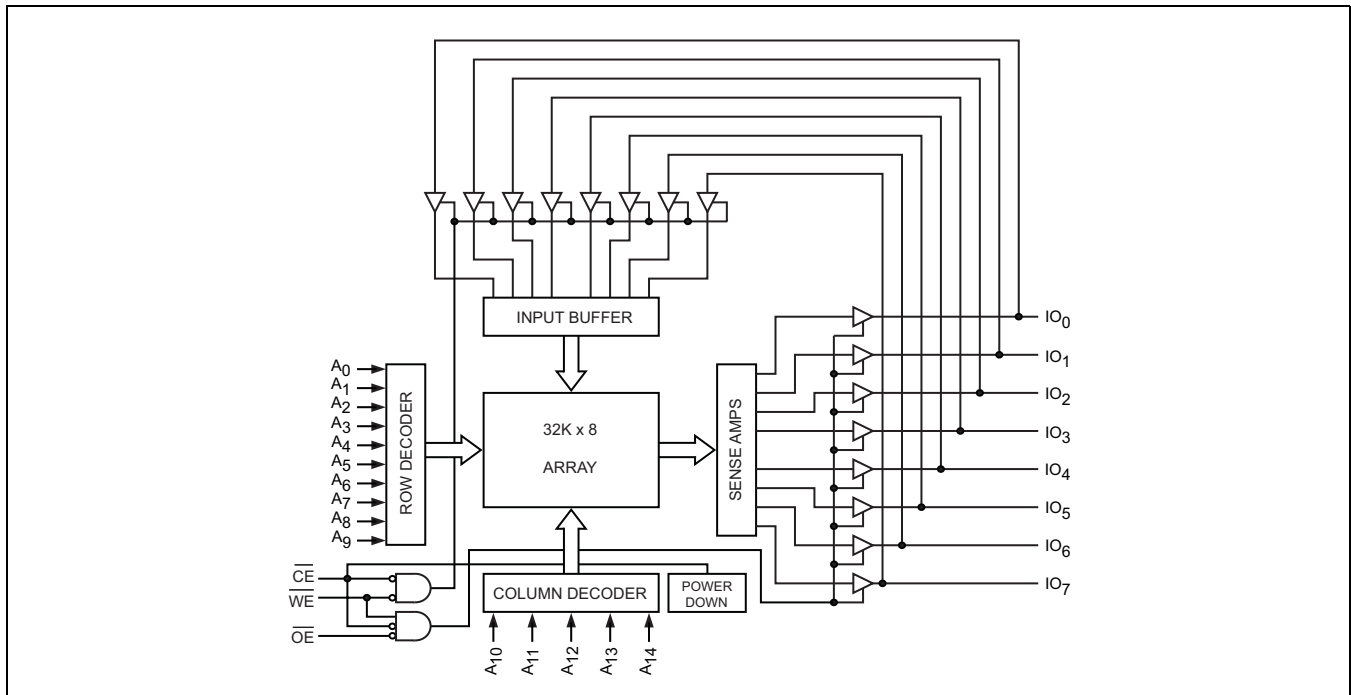 INPUT BUFFER
IO0
IO1
IO2
IO3
IO4
IO5
IO6
IO7
A0
A1
A2
A3
A4
A5
A6
A7
A8
A9
ROW DECODER
32K x 8
ARRAY
SENSE AMPS
CE
WE
OE
COLUMN DECODER
POWER
DOWN
A10
A11
A12
A13
A14